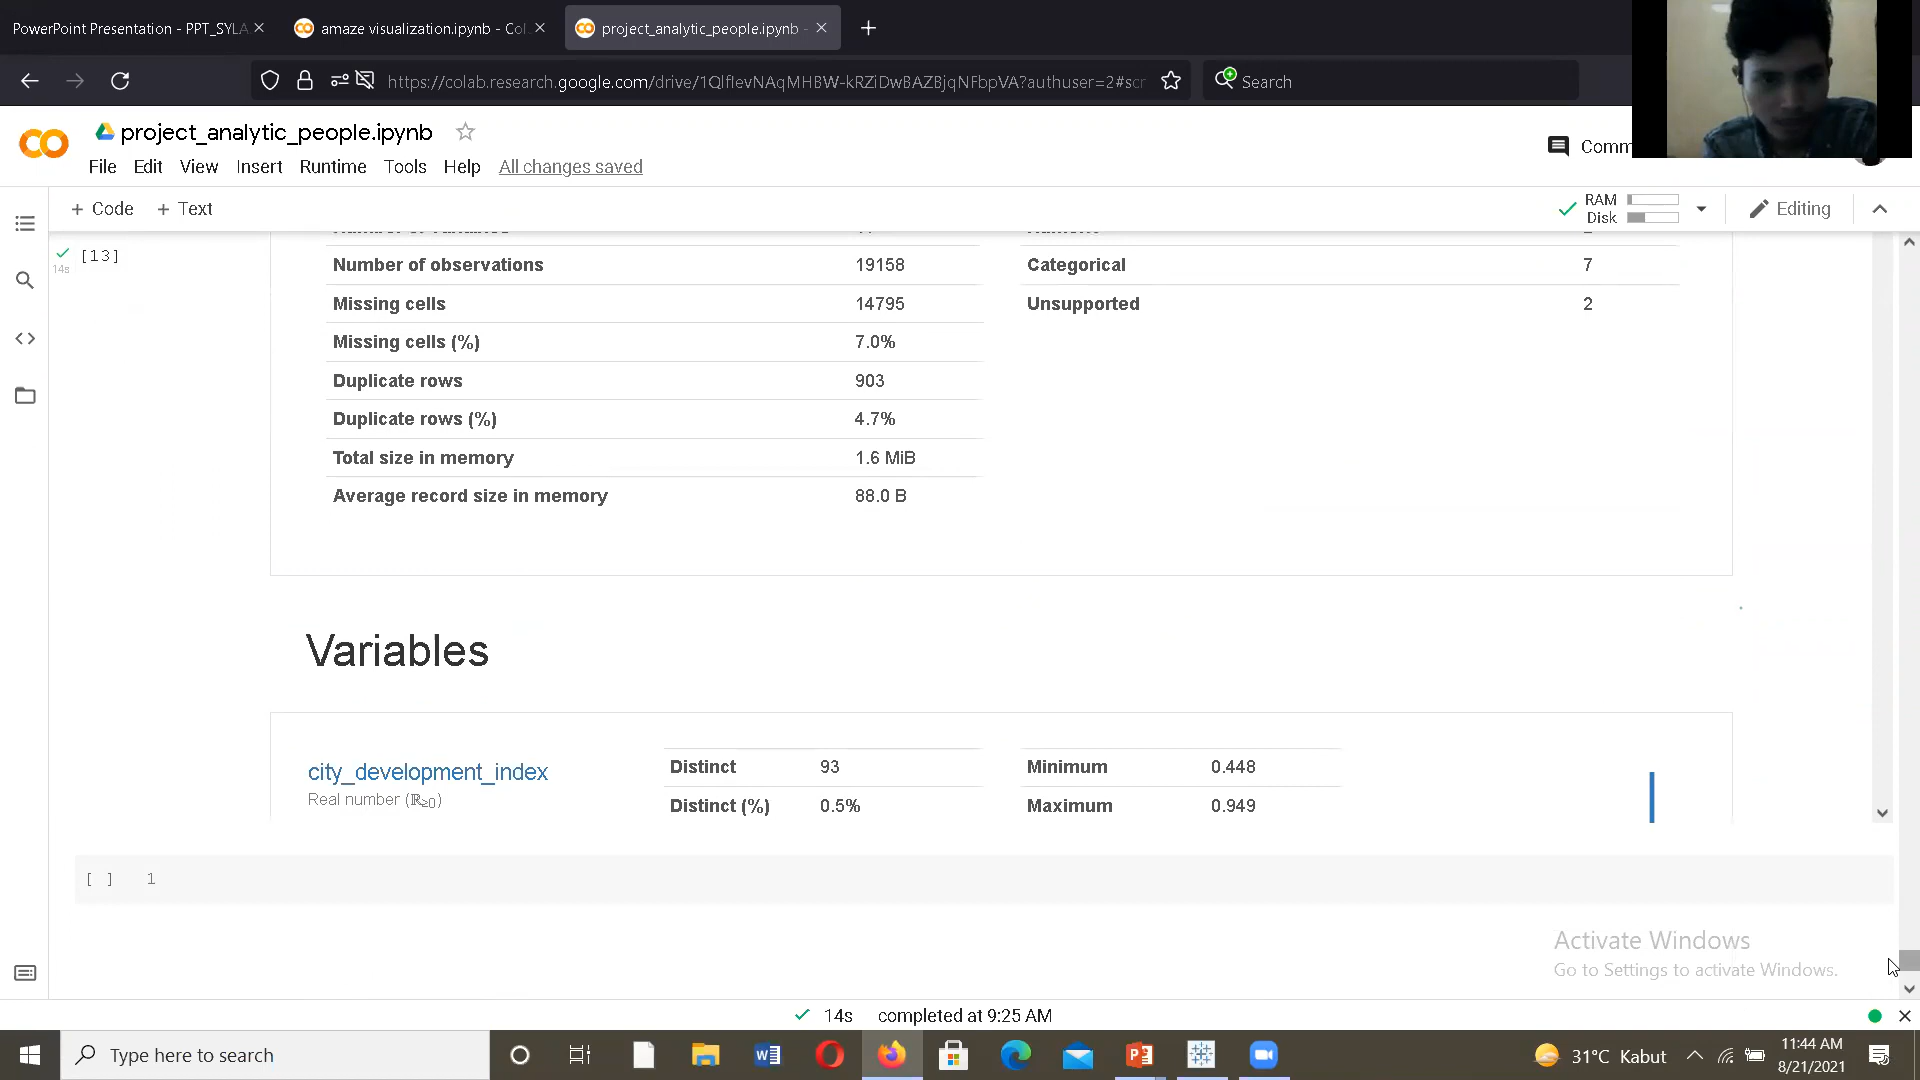 PowerPoint Presentation - PPT_SYLA
amaze visualization.ipynb - Col
project_analytic_people.ipynb -
https://colab.research.google.com/drive/1QlfIevNAqMHBW-kRZiDwBAZBjqNFbpVA?authuser=2#scr
Search
project_analytic_people.ipynb
File Edit View Insert Runtime Tools Help All changes saved
Comm
+ Code + Text
RAM
Disk
Editing
[13]
14s
Number of observations 19158
Missing cells 14795
Missing cells (%) 7.0%
Duplicate rows 903
Duplicate rows (%) 4.7%
Total size in memory 1.6 MiB
Average record size in memory 88.0 B
Categorical 7
Unsupported 2
Variables
city_development_index
Real number (ℝ≥0)
Distinct 93
Distinct (%) 0.5%
Minimum 0.448
Maximum 0.949
[ ] 1
Activate Windows
Go to Settings to activate Windows.
14s completed at 9:25 AM
Type here to search
31°C Kabut
11:44 AM
8/21/2021